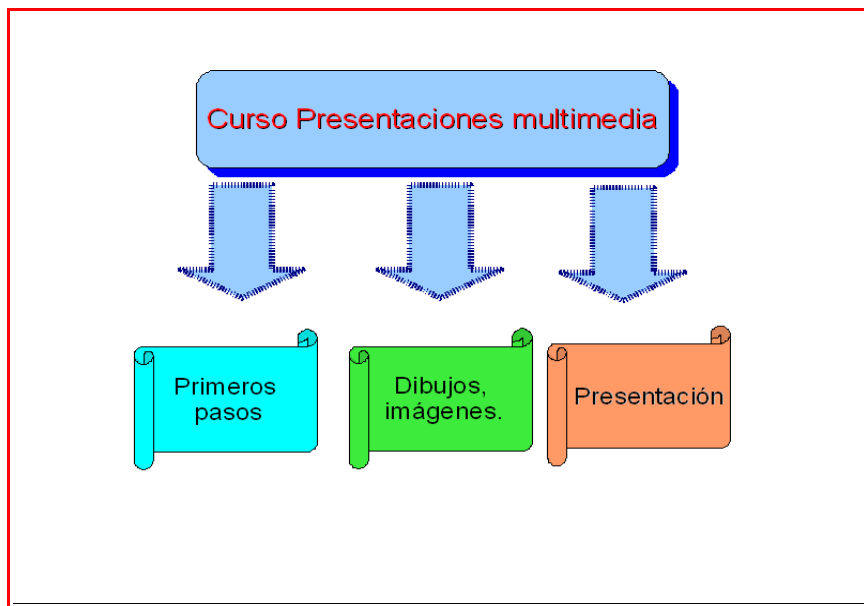 Curso Presentaciones multimedia
Primeros
pasos
Dibujos,
imágenes.
Presentación